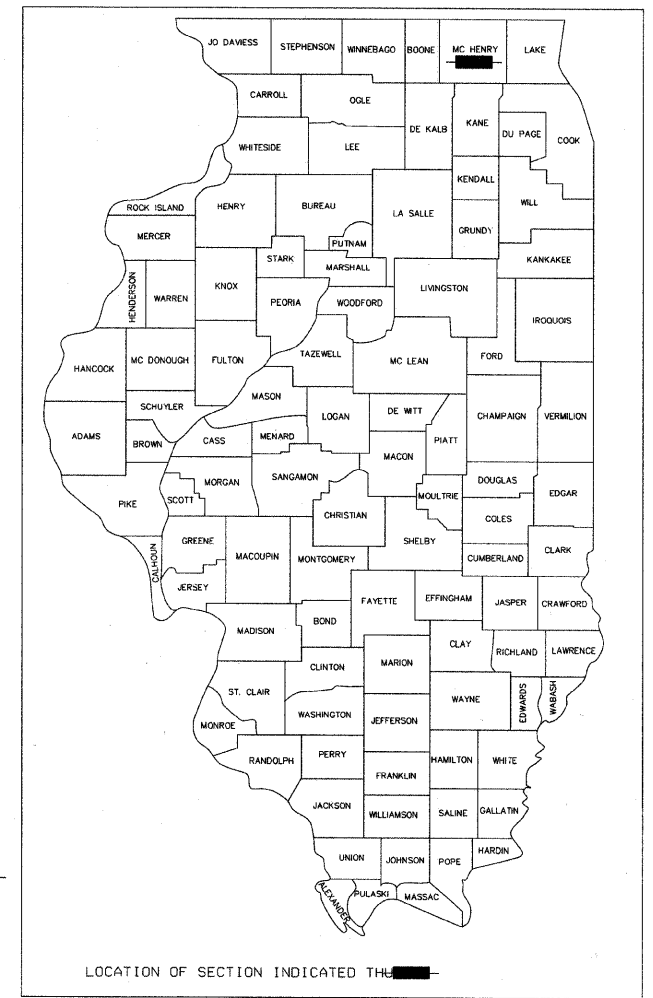 JO DAVIESS
STEPHENSON
WINNEBAGO
BOONE
MC HENRY
LAKE
CARROLL
OGLE
DE KALB
KANE
DU PAGE
COOK
WHITESIDE
LEE
KENDALL
WILL
ROCK ISLAND
HENRY
BUREAU
LA SALLE
GRUNDY
MERCER
PUTNAM
STARK
MARSHALL
KANKAKEE
HENDERSON
WARREN
KNOX
PEORIA
WOODFORD
LIVINGSTON
IROQUOIS
HANCOCK
MC DONOUGH
FULTON
TAZEWELL
MC LEAN
FORD
MASON
SCHUYLER
LOGAN
DE WITT
CHAMPAIGN
VERMILION
ADAMS
BROWN
CASS
MENARD
MACON
PIATT
PIKE
SCOTT
MORGAN
SANGAMON
CHRISTIAN
MOULTRIE
DOUGLAS
EDGAR
COLES
GREENE
MACOUPIN
MONTGOMERY
SHELBY
CUMBERLAND
CLARK
CALHOUN
JERSEY
FAYETTE
EFFINGHAM
JASPER
CRAWFORD
MADISON
BOND
CLAY
RICHLAND
LAWRENCE
CLINTON
MARION
ST. CLAIR
WAYNE
EDWARDS
WABASH
MONROE
WASHINGTON
JEFFERSON
RANDOLPH
PERRY
HAMILTON
WHITE
FRANKLIN
JACKSON
WILLIAMSON
SALINE
GALLATIN
UNION
JOHNSON
POPE
HARDIN
ALEXANDER
PULASKI
MASSAC
LOCATION OF SECTION INDICATED THU